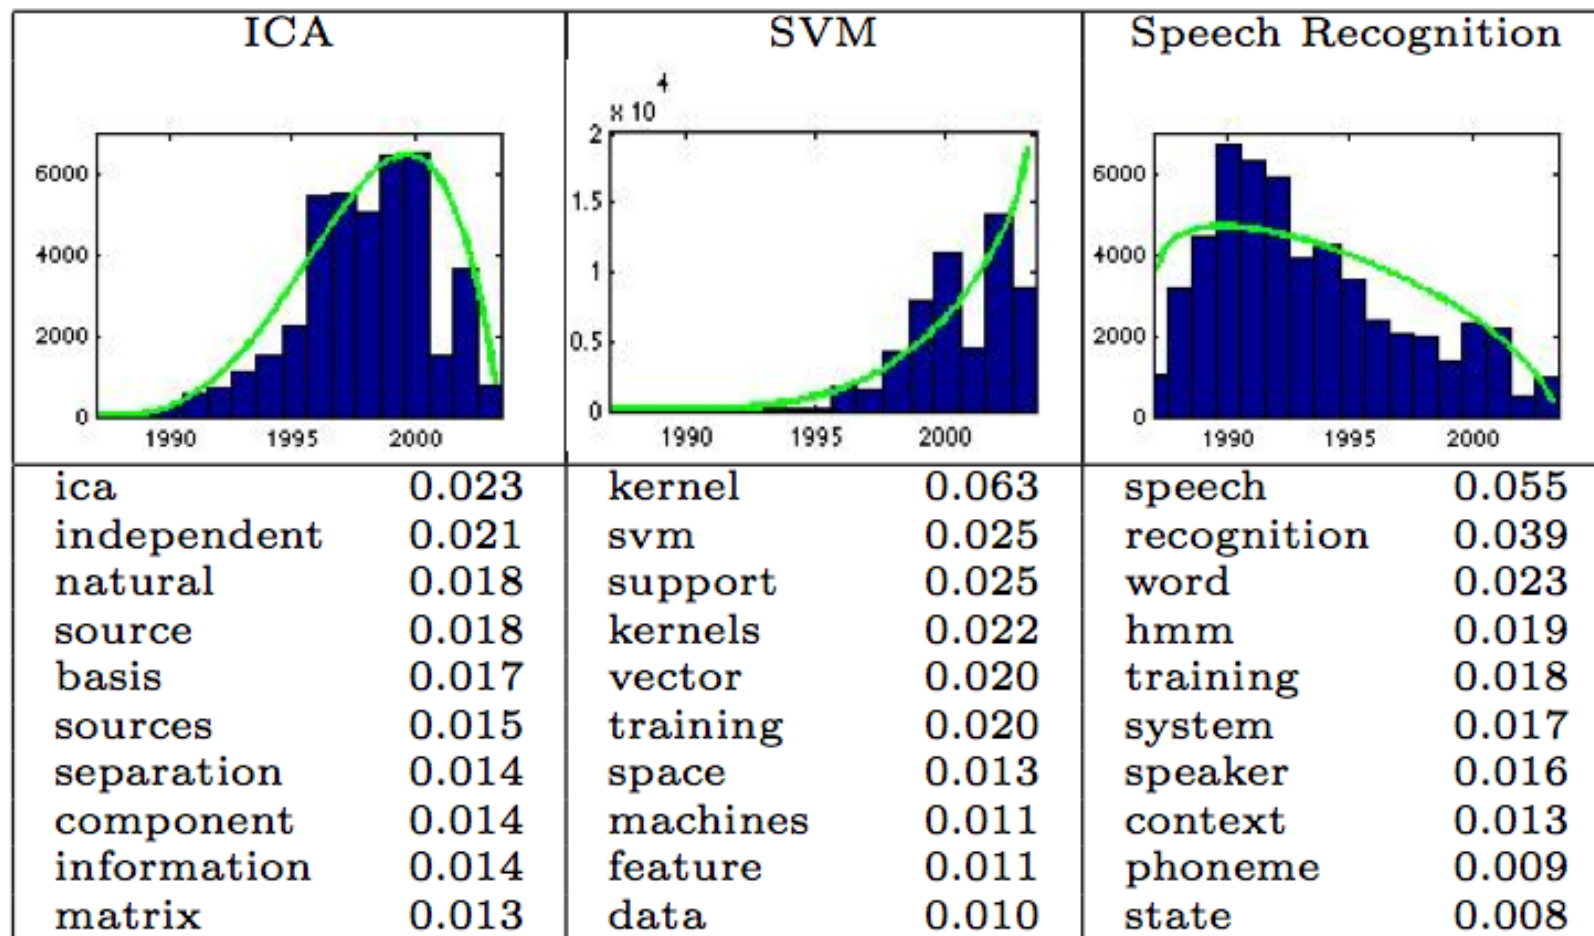 ICA SVM Speech Recognition
x 10 4
6000
4000
2000
0
1990 1995 2000
2
1.5
1
0.5
0
1990 1995 2000
6000
4000
2000
0
1990 1995 2000
ica 0.023 kernel 0.063 speech 0.055
independent 0.021 svm 0.025 recognition 0.039
natural 0.018 support 0.025 word 0.023
source 0.018 kernels 0.022 hmm 0.019
basis 0.017 vector 0.020 training 0.018
sources 0.015 training 0.020 system 0.017
separation 0.014 space 0.013 speaker 0.016
component 0.014 machines 0.011 context 0.013
information 0.014 feature 0.011 phoneme 0.009
matrix 0.013 data 0.010 state 0.008